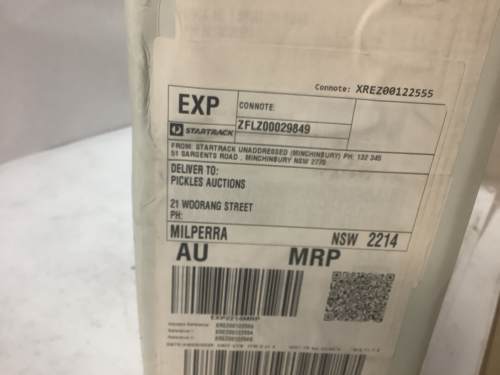 Connote: XREZ00122555
EXP
CONNOTE:
STARTRACK
ZFLZ00029849
FROM: STARTRACK UNADDRESSED (MINCHINBURY) PH: 132 345
51 SARGENTS ROAD , MINCHINBURY NSW 2770
DELIVER TO:
PICKLES AUCTIONS
21 WOORANG STREET
PH:
MILPERRA NSW 2214
AU MRP
EXP2214MRP